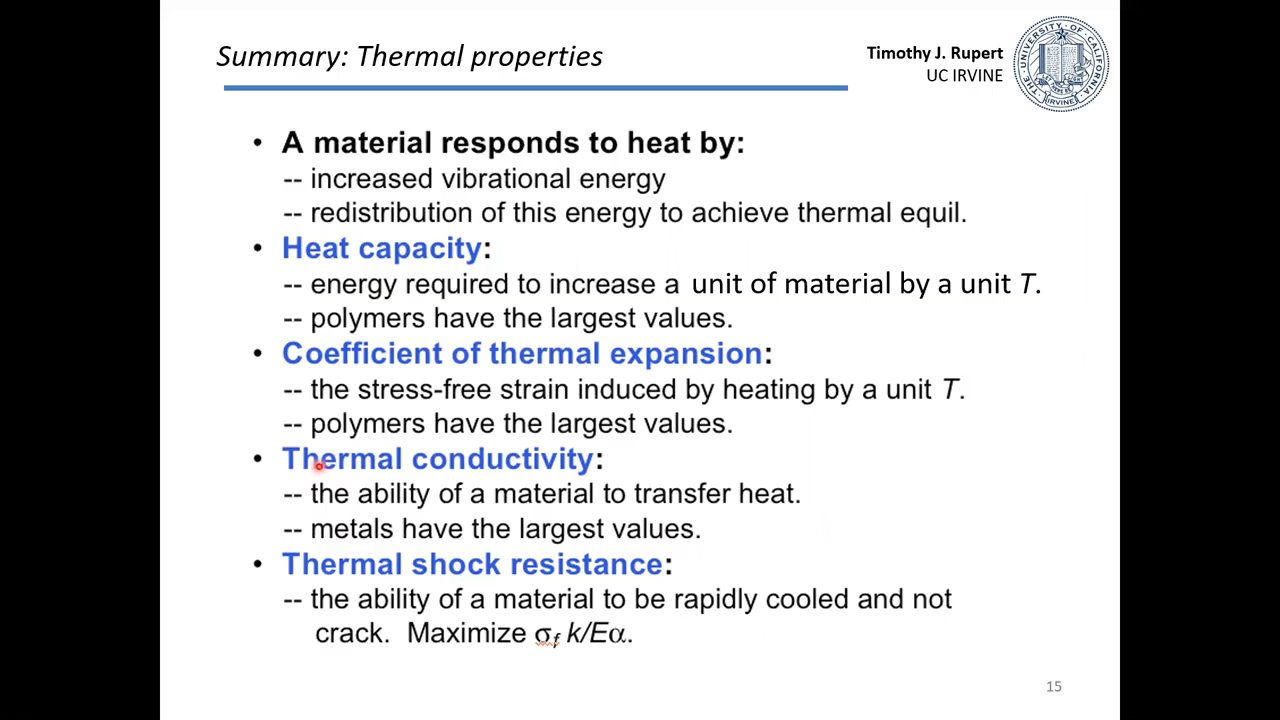 Summary: Thermal properties
Timothy J. Rupert
UC IRVINE
• A material responds to heat by:
-- increased vibrational energy
-- redistribution of this energy to achieve thermal equil.
• Heat capacity:
-- energy required to increase a unit of material by a unit T.
-- polymers have the largest values.
• Coefficient of thermal expansion:
-- the stress-free strain induced by heating by a unit T.
-- polymers have the largest values.
• Thermal conductivity:
-- the ability of a material to transfer heat.
-- metals have the largest values.
• Thermal shock resistance:
-- the ability of a material to be rapidly cooled and not
crack. Maximize σf k/Eα.
15